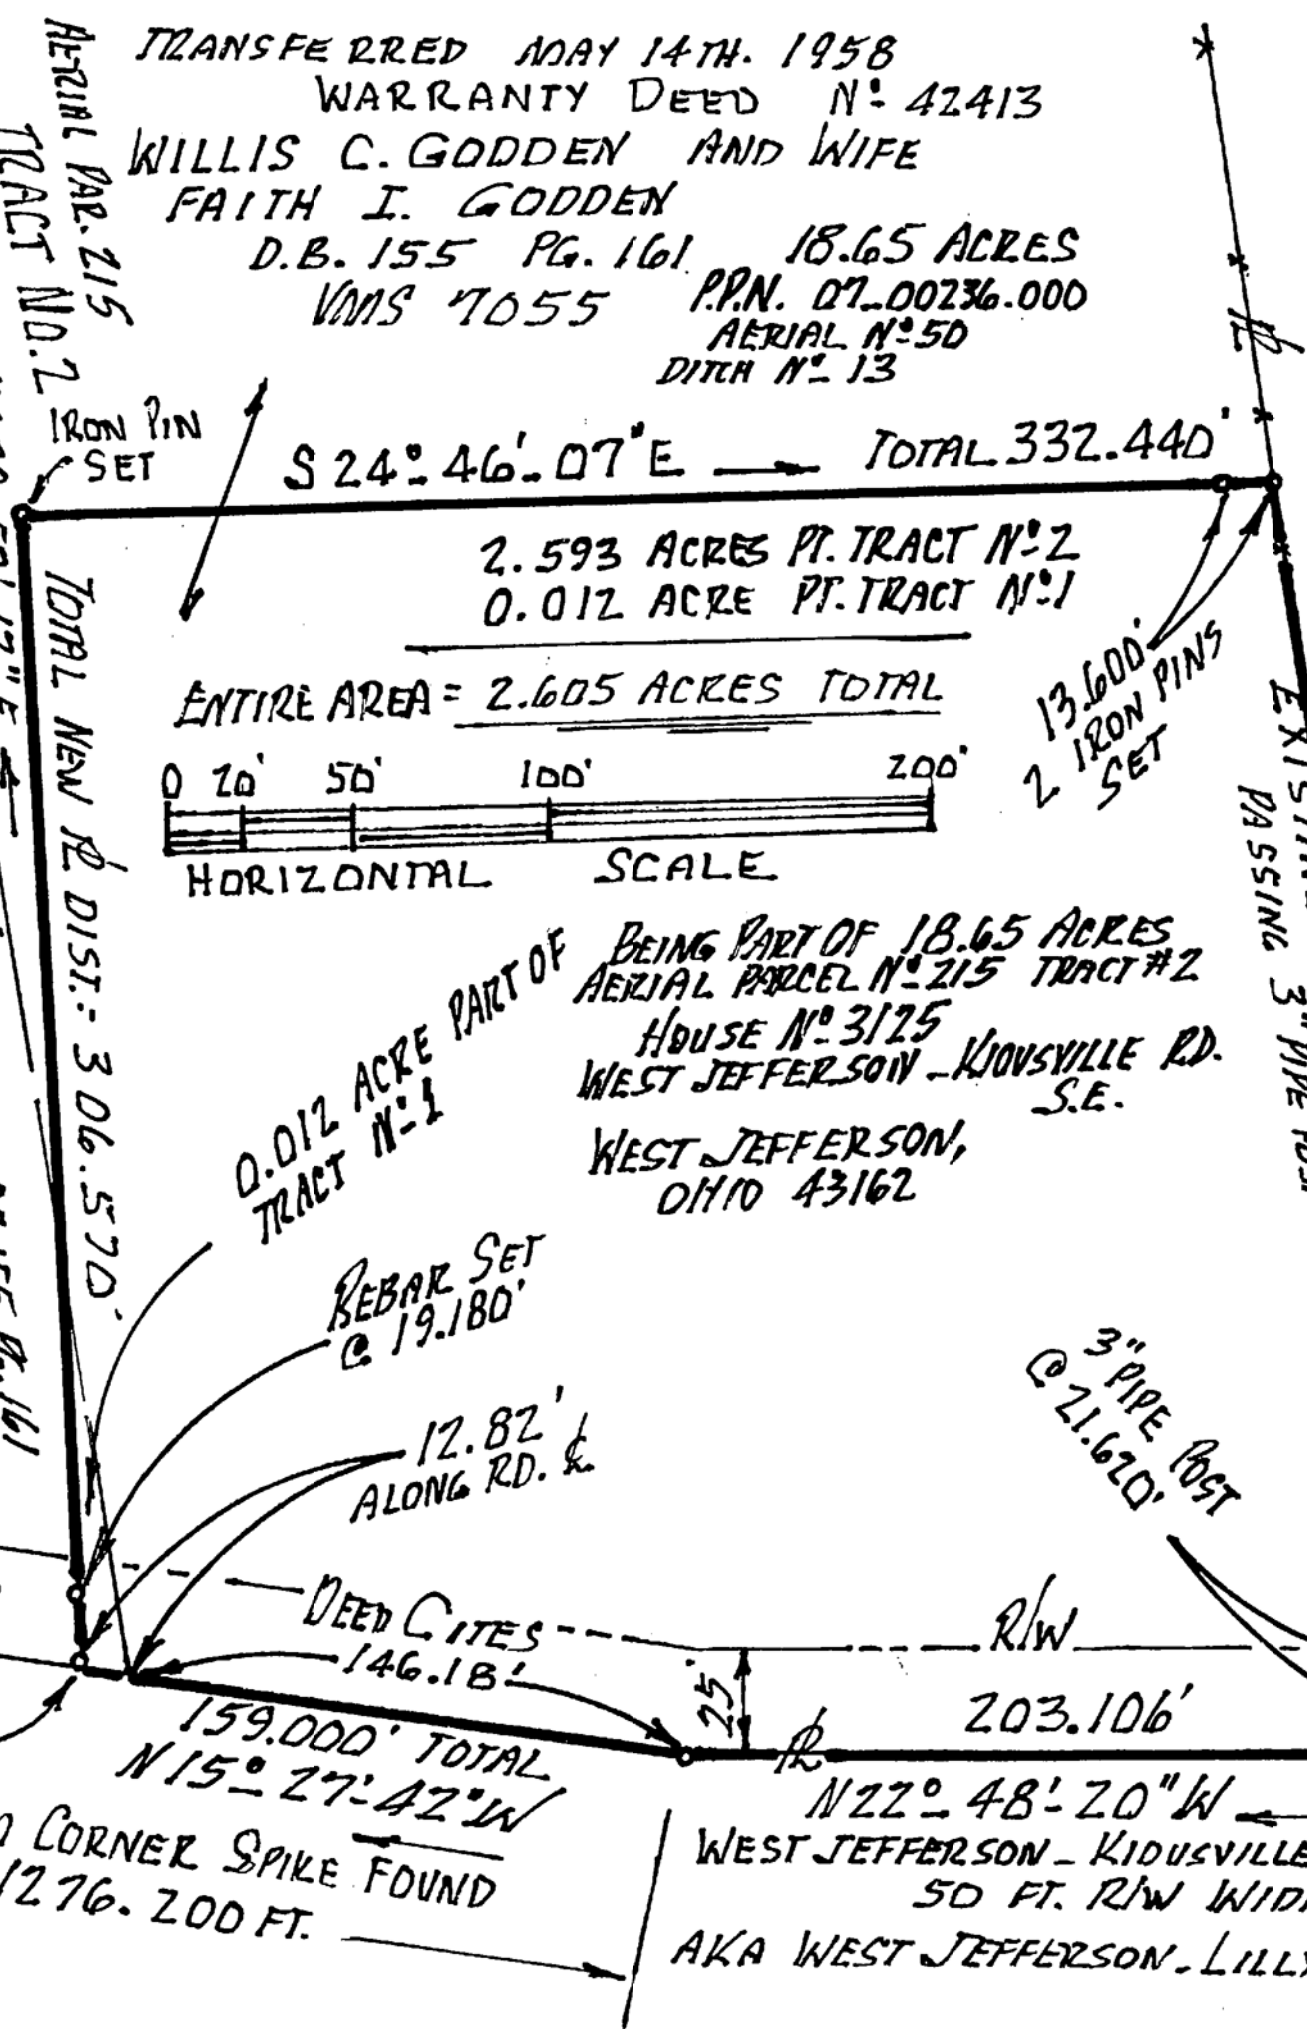 TRANSFERRED MAY 14TH. 1958
WARRANTY DEED Nº 42413
WILLIS C. GODDEN AND WIFE
FAITH I. GODDEN
D.B. 155 PG. 161
18.65 ACRES
VMS 7055
P.P.N. 07-00236.000
AERIAL Nº 50
DITCH Nº 13
AERIAL PAR. 215
TRACT NO. 2
IRON PIN
SET
S 24º-46'-07"E
TOTAL 332.440'
PL
2.593 ACRES PT. TRACT Nº 2
0.012 ACRE PT. TRACT Nº 1
ENTIRE AREA = 2.605 ACRES TOTAL
13.600'
2 IRON PINS
SET
0 20' 50' 100' 200'
HORIZONTAL SCALE
TOTAL NEW PL DIST. = 306.570'
PASSING 3" PIPE
BEING PART OF 18.65 ACRES
AERIAL PARCEL Nº 215 TRACT #2
HOUSE Nº 3125
WEST JEFFERSON - KIOUSVILLE RD.
S.E.
WEST JEFFERSON,
OHIO 43162
0.012 ACRE PART OF
TRACT Nº 1
REBAR SET
@ 19.180'
12.82'
ALONG RD. CL
3" PIPE POST
@ 21.620'
161
DEED CITES
146.18'
R/W
25'
203.106'
159.000' TOTAL
N 15º-27'-42"W
PL
N 22º-48'-20"W
CORNER SPIKE FOUND
1276.200 FT.
WEST JEFFERSON - KIOUSVILLE
50 FT. R/W
AKA WEST JEFFERSON - LILLY